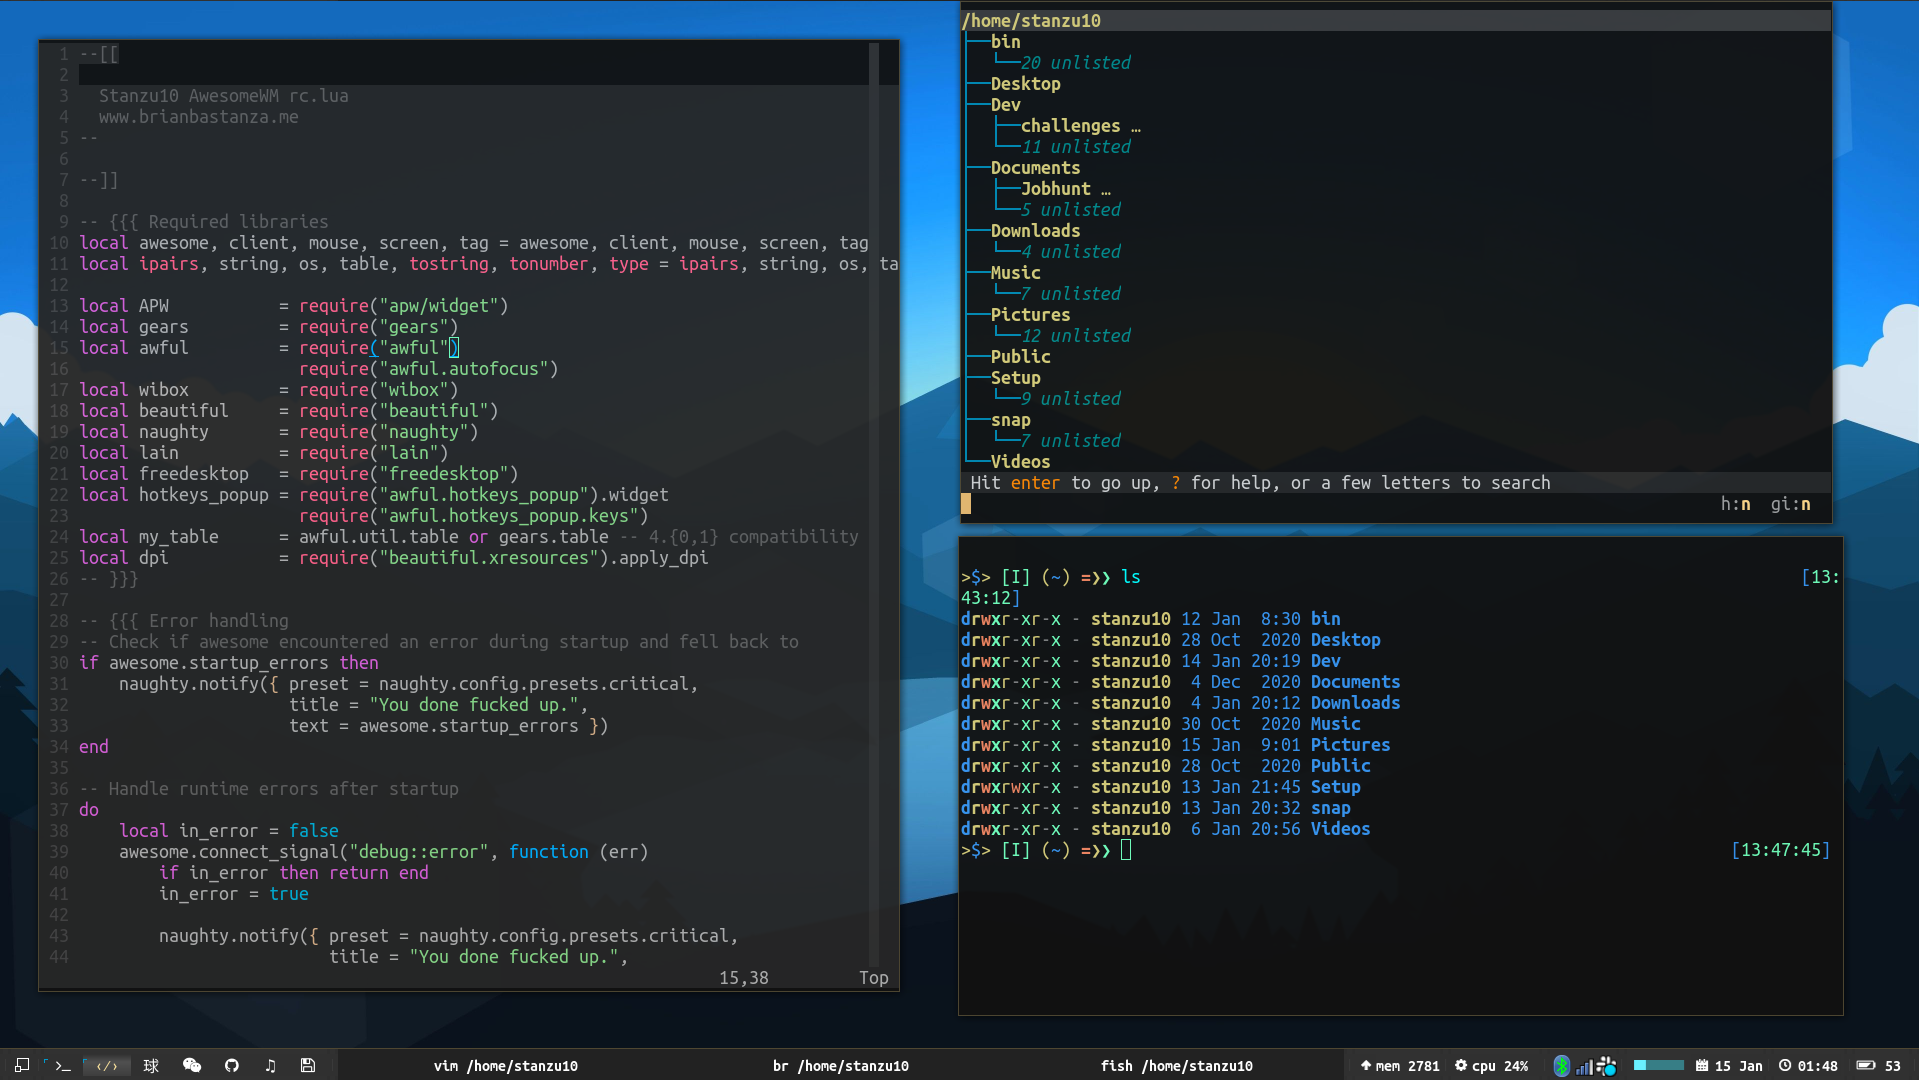 1 --[[
2
3   Stanzu10 AwesomeWM rc.lua
4   www.brianbastanza.me
5 --
6
7 --]]
8
9 -- {{{ Required libraries
10 local awesome, client, mouse, screen, tag = awesome, client, mouse, screen, tag
11 local ipairs, string, os, table, tostring, tonumber, type = ipairs, string, os, ta
12
13 local APW           = require("apw/widget")
14 local gears         = require("gears")
15 local awful         = require("awful")
16                       require("awful.autofocus")
17 local wibox         = require("wibox")
18 local beautiful     = require("beautiful")
19 local naughty       = require("naughty")
20 local lain          = require("lain")
21 local freedesktop   = require("freedesktop")
22 local hotkeys_popup = require("awful.hotkeys_popup").widget
23                       require("awful.hotkeys_popup.keys")
24 local my_table      = awful.util.table or gears.table -- 4.{0,1} compatibility
25 local dpi           = require("beautiful.xresources").apply_dpi
26 -- }}}
27
28 -- {{{ Error handling
29 -- Check if awesome encountered an error during startup and fell back to
30 if awesome.startup_errors then
31     naughty.notify({ preset = naughty.config.presets.critical,
32                      title = "You done fucked up.",
33                      text = awesome.startup_errors })
34 end
35
36 -- Handle runtime errors after startup
37 do
38     local in_error = false
39     awesome.connect_signal("debug::error", function (err)
40         if in_error then return end
41         in_error = true
42
43         naughty.notify({ preset = naughty.config.presets.critical,
44                          title = "You done fucked up.",
15,38 Top
/home/stanzu10
├──bin
│  └──20 unlisted
├──Desktop
├──Dev
│  ├──challenges …
│  └──11 unlisted
├──Documents
│  ├──Jobhunt …
│  └──5 unlisted
├──Downloads
│  └──4 unlisted
├──Music
│  └──7 unlisted
├──Pictures
│  └──12 unlisted
├──Public
├──Setup
│  └──9 unlisted
├──snap
│  └──7 unlisted
└──Videos
Hit enter to go up, ? for help, or a few letters to search
h:n gi:n
>$> [I] (~) =❯❯ ls [13:
43:12]
drwxr-xr-x - stanzu10 12 Jan  8:30 bin
drwxr-xr-x - stanzu10 28 Oct  2020 Desktop
drwxr-xr-x - stanzu10 14 Jan 20:19 Dev
drwxr-xr-x - stanzu10  4 Dec  2020 Documents
drwxr-xr-x - stanzu10  4 Jan 20:12 Downloads
drwxr-xr-x - stanzu10 30 Oct  2020 Music
drwxr-xr-x - stanzu10 15 Jan  9:01 Pictures
drwxr-xr-x - stanzu10 28 Oct  2020 Public
drwxrwxr-x - stanzu10 13 Jan 21:45 Setup
drwxr-xr-x - stanzu10 13 Jan 20:32 snap
drwxr-xr-x - stanzu10  6 Jan 20:56 Videos
>$> [I] (~) =❯❯ [13:47:45]
>_ </> 球 ♫ vim /home/stanzu10 br /home/stanzu10 fish /home/stanzu10 mem 2781 cpu 24% 15 Jan 01:48 53